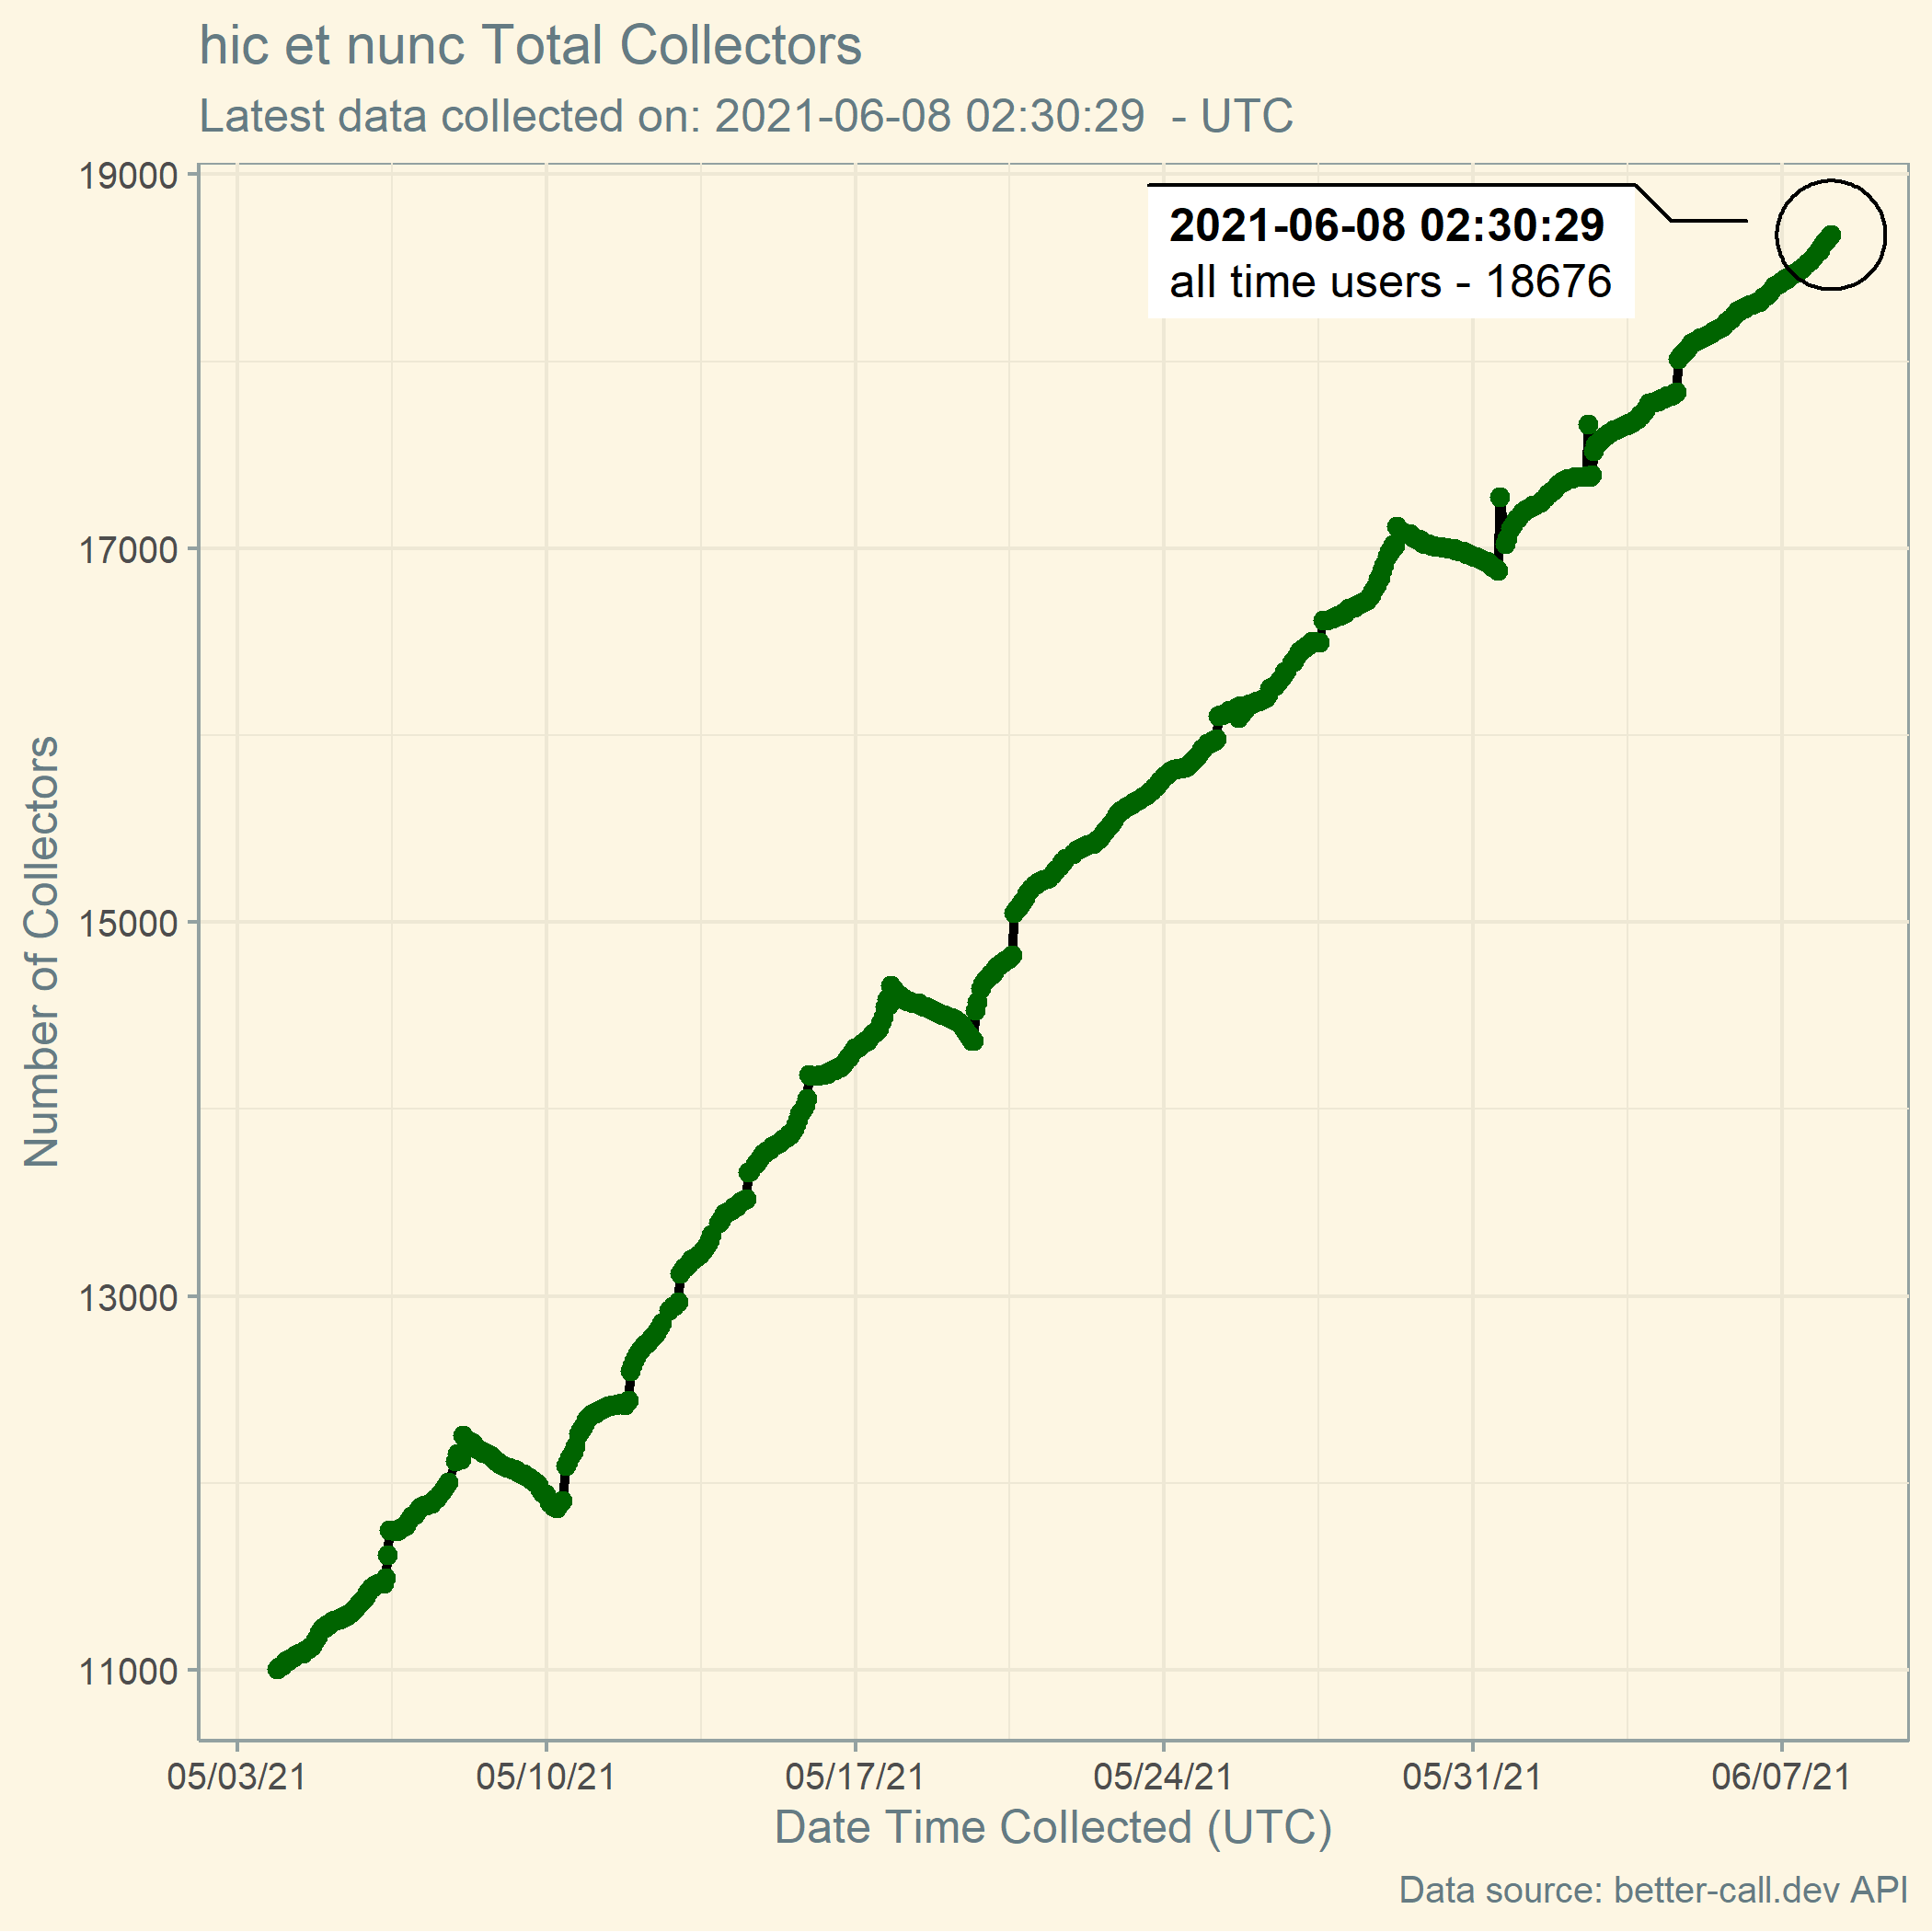 hic et nunc Total Collectors
Latest data collected on: 2021-06-08 02:30:29  - UTC
2021-06-08 02:30:29
all time users - 18676
Number of Collectors
19000
17000
15000
13000
11000
05/03/21
05/10/21
05/17/21
05/24/21
05/31/21
06/07/21
Date Time Collected (UTC)
Data source: better-call.dev API